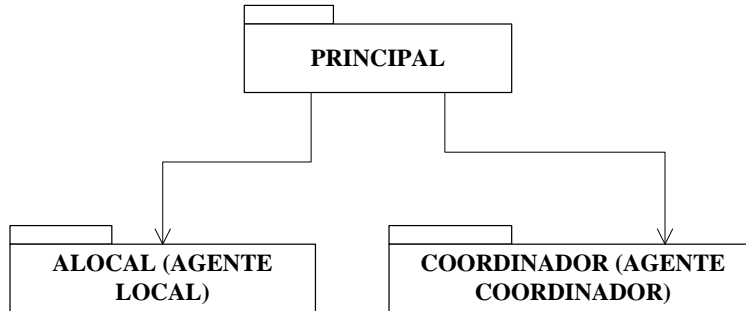 PRINCIPAL
ALOCAL (AGENTE
LOCAL)
COORDINADOR (AGENTE
COORDINADOR)